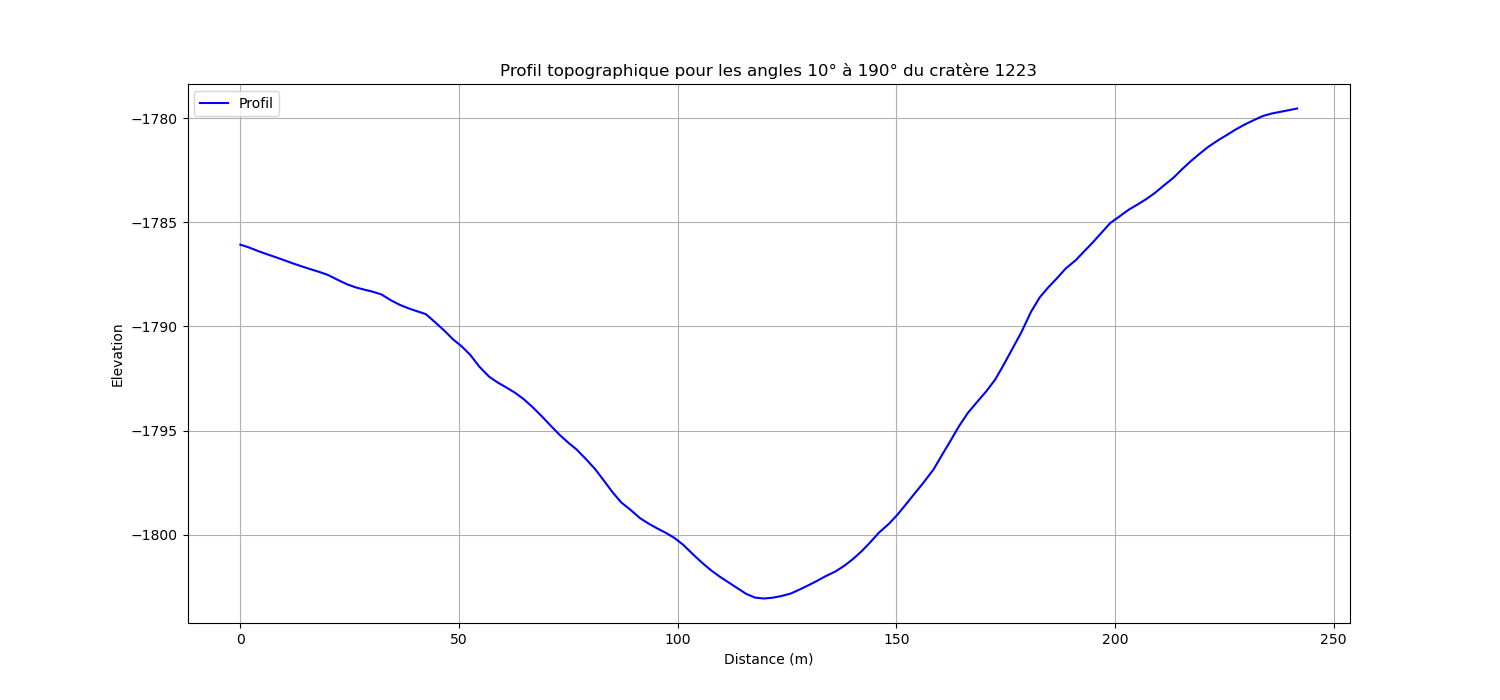 Profil topographique pour les angles 10° à 190° du cratère 1223
Profil
−1780
−1785
−1790
−1795
−1800
Elevation
0 50 100 150 200 250
Distance (m)